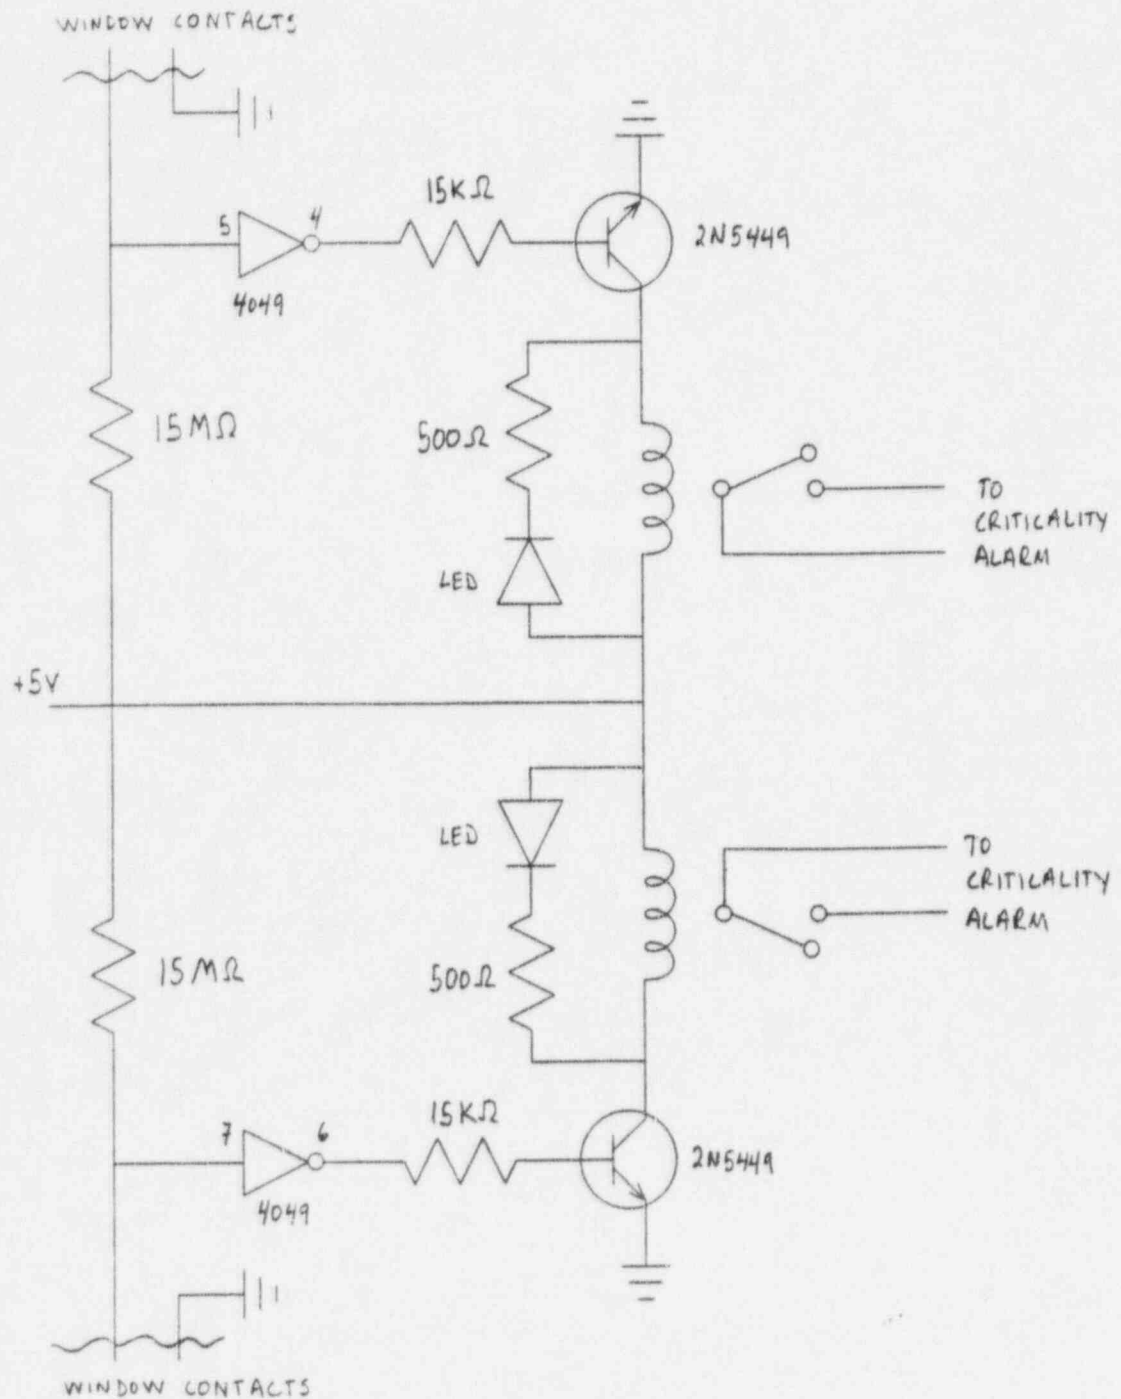 WINDOW CONTACTS
5
4
4049
15KΩ
2N5449
15MΩ
500Ω
LED
TO
CRITICALITY
ALARM
+5V
LED
500Ω
TO
CRITICALITY
ALARM
15MΩ
7
6
4049
15KΩ
2N5449
WINDOW CONTACTS